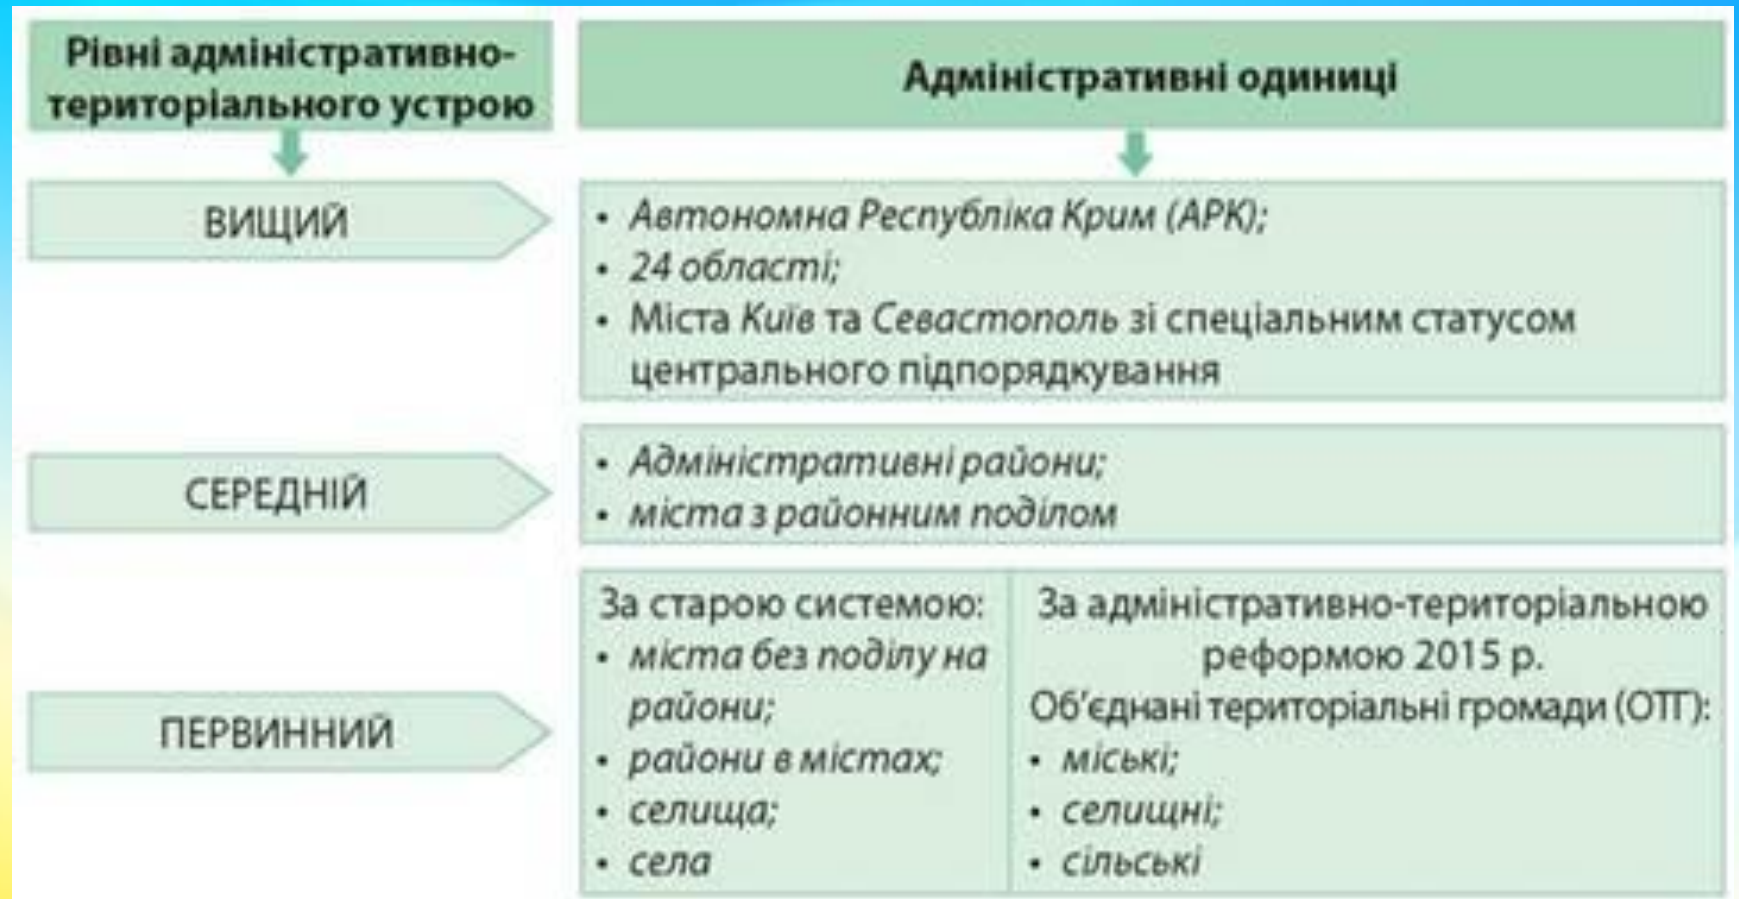 Рівні адміністративно-
територіального устрою
Адміністративні одиниці
ВИЩИЙ
• Автономна Республіка Крим (АРК);
• 24 області;
• Міста Київ та Севастополь зі спеціальним статусом
центрального підпорядкування
СЕРЕДНІЙ
• Адміністративні райони;
• міста з районним поділом
ПЕРВИННИЙ
За старою системою:
• міста без поділу на
райони;
• райони в містах;
• селища;
• села
За адміністративно-територіальною
реформою 2015 р.
Об’єднані територіальні громади (ОТГ):
• міські;
• селищні;
• сільські